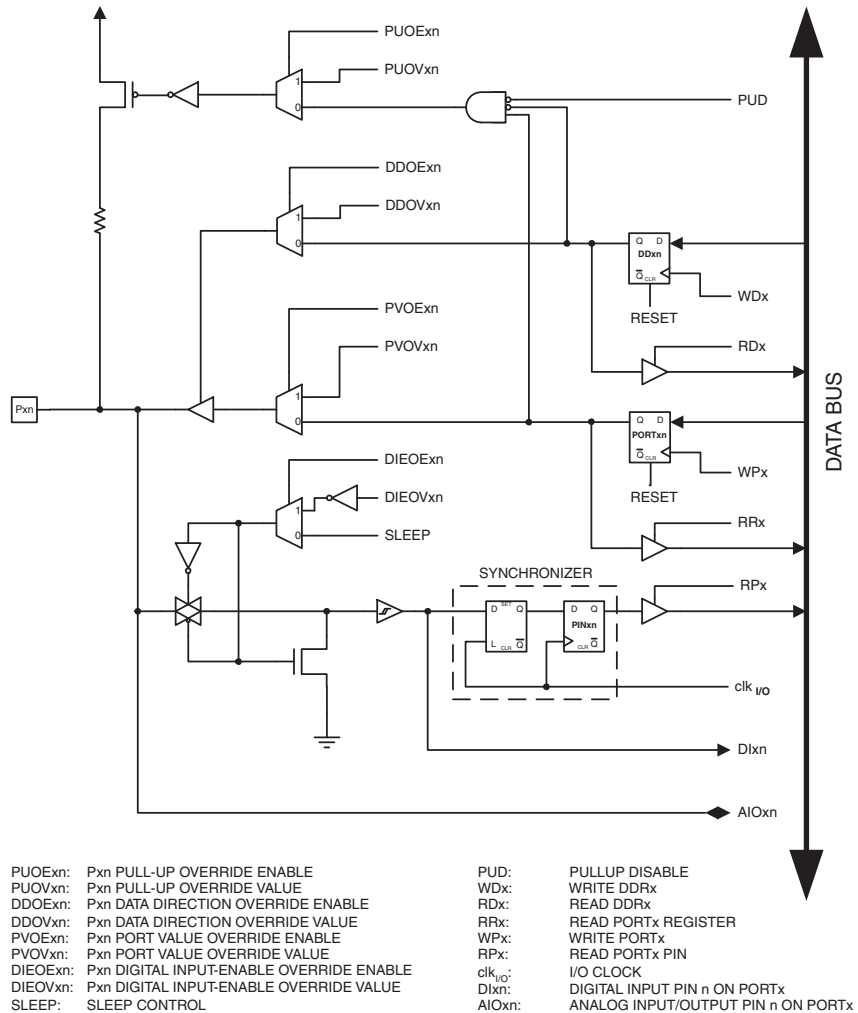 PUOExn
PUOVxn
1
0
PUD
DDOExn
DDOVxn
1
0
Q D
DDxn
Q CLR
WDx
RESET
RDx
PVOExn
PVOVxn
1
0
Pxn
Q D
PORTxn
Q CLR
WPx
RESET
RRx
DATA BUS
DIEOExn
DIEOVxn
1
0
SLEEP
SYNCHRONIZER
RPx
D SET Q
L CLR Q
D Q
PINxn
CLR Q
clk I/O
DIxn
AIOxn
PUOExn: Pxn PULL-UP OVERRIDE ENABLE
PUOVxn: Pxn PULL-UP OVERRIDE VALUE
DDOExn: Pxn DATA DIRECTION OVERRIDE ENABLE
DDOVxn: Pxn DATA DIRECTION OVERRIDE VALUE
PVOExn: Pxn PORT VALUE OVERRIDE ENABLE
PVOVxn: Pxn PORT VALUE OVERRIDE VALUE
DIEOExn: Pxn DIGITAL INPUT-ENABLE OVERRIDE ENABLE
DIEOVxn: Pxn DIGITAL INPUT-ENABLE OVERRIDE VALUE
SLEEP: SLEEP CONTROL
PUD: PULLUP DISABLE
WDx: WRITE DDRx
RDx: READ DDRx
RRx: READ PORTx REGISTER
WPx: WRITE PORTx
RPx: READ PORTx PIN
clkI/O: I/O CLOCK
DIxn: DIGITAL INPUT PIN n ON PORTx
AIOxn: ANALOG INPUT/OUTPUT PIN n ON PORTx